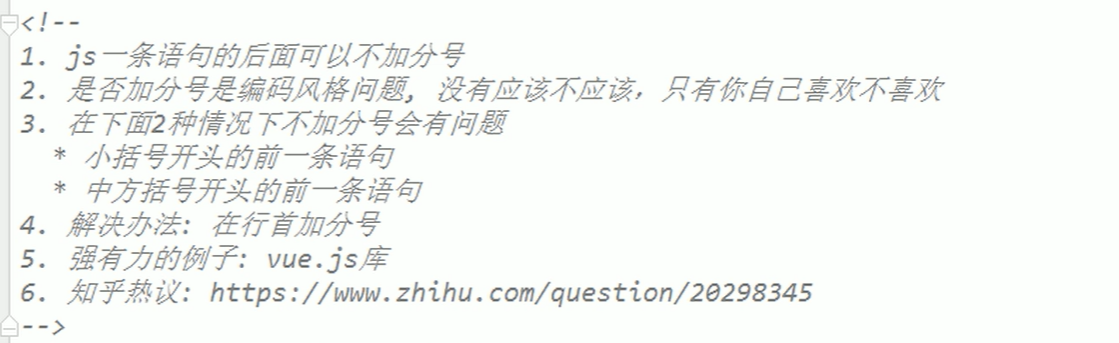 <!--
1. js一条语句的后面可以不加分号
2. 是否加分号是编码风格问题, 没有应该不应该，只有你自己喜欢不喜欢
3. 在下面2种情况下不加分号会有问题
  * 小括号开头的前一条语句
  * 中方括号开头的前一条语句
4. 解决办法: 在行首加分号
5. 强有力的例子: vue.js库
6. 知乎热议: https://www.zhihu.com/question/20298345
-->